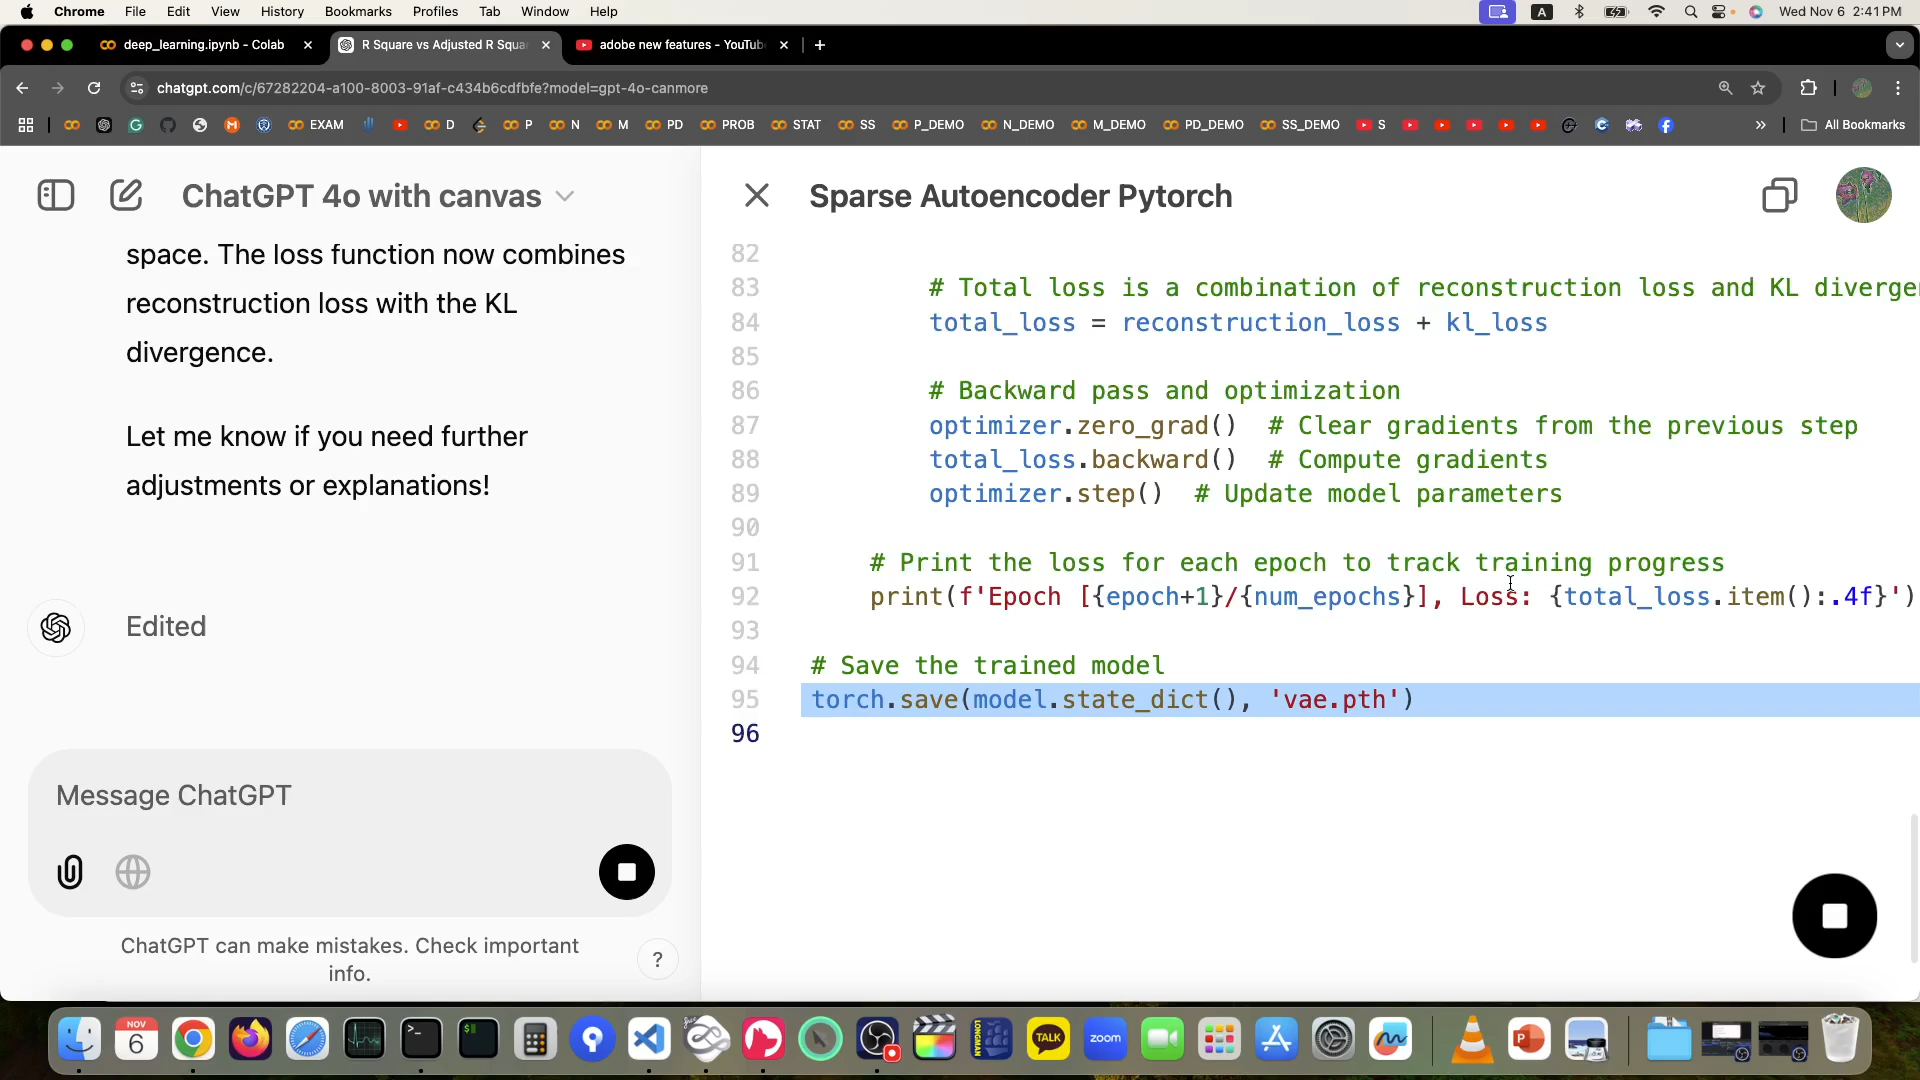 Chrome File Edit View History Bookmarks Profiles Tab Window Help A Wed Nov 6 2:41 PM
deep_learning.ipynb - Colab R Square vs Adjusted R Squa adobe new features - YouTub
chatgpt.com/c/67282204-a100-8003-91af-c434b6cdfbfe?model=gpt-4o-canmore
EXAM D P N M PD PROB STAT SS P_DEMO N_DEMO M_DEMO PD_DEMO SS_DEMO S » All Bookmarks
ChatGPT 4o with canvas
space. The loss function now combines
reconstruction loss with the KL
divergence.
Let me know if you need further
adjustments or explanations!
Edited
Message ChatGPT
ChatGPT can make mistakes. Check important
info.
?
Sparse Autoencoder Pytorch
82
83 # Total loss is a combination of reconstruction loss and KL diverge
84 total_loss = reconstruction_loss + kl_loss
85
86 # Backward pass and optimization
87 optimizer.zero_grad() # Clear gradients from the previous step
88 total_loss.backward() # Compute gradients
89 optimizer.step() # Update model parameters
90
91 # Print the loss for each epoch to track training progress
92 print(f'Epoch [{epoch+1}/{num_epochs}], Loss: {total_loss.item():.4f}')
93
94 # Save the trained model
95 torch.save(model.state_dict(), 'vae.pth')
96
NOV
6
TALK
zoom
LONGMAN